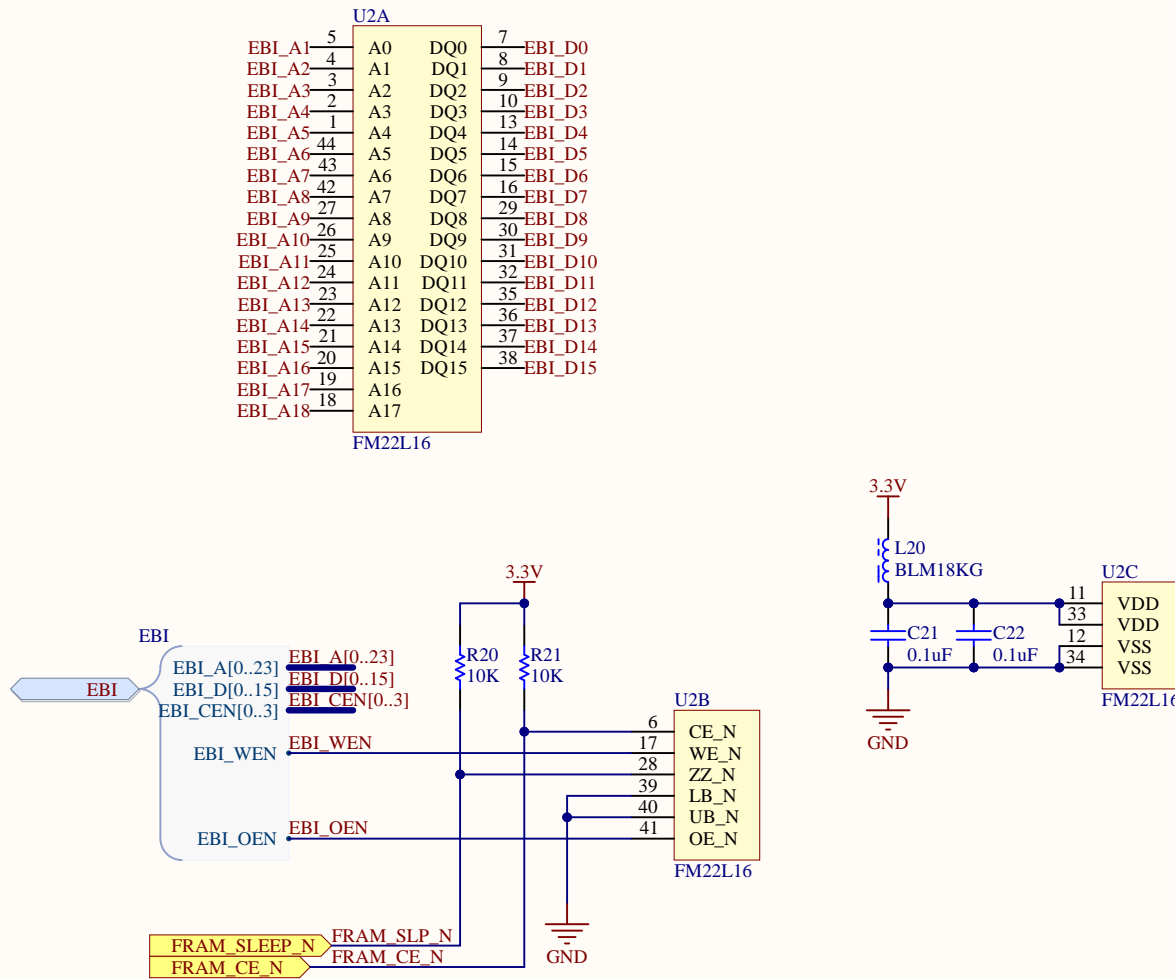 U2A
EBI_A1 5 A0 DQ0 7 EBI_D0
EBI_A2 4 A1 DQ1 8 EBI_D1
EBI_A3 3 A2 DQ2 9 EBI_D2
EBI_A4 2 A3 DQ3 10 EBI_D3
EBI_A5 1 A4 DQ4 13 EBI_D4
EBI_A6 44 A5 DQ5 14 EBI_D5
EBI_A7 43 A6 DQ6 15 EBI_D6
EBI_A8 42 A7 DQ7 16 EBI_D7
EBI_A9 27 A8 DQ8 29 EBI_D8
EBI_A10 26 A9 DQ9 30 EBI_D9
EBI_A11 25 A10 DQ10 31 EBI_D10
EBI_A12 24 A11 DQ11 32 EBI_D11
EBI_A13 23 A12 DQ12 35 EBI_D12
EBI_A14 22 A13 DQ13 36 EBI_D13
EBI_A15 21 A14 DQ14 37 EBI_D14
EBI_A16 20 A15 DQ15 38 EBI_D15
EBI_A17 19 A16
EBI_A18 18 A17
FM22L16
3.3V
L20
BLM18KG
U2C
11 VDD
33 VDD
12 VSS
34 VSS
FM22L16
C21
0.1uF
C22
0.1uF
GND
3.3V
R20
10K
R21
10K
EBI
EBI
EBI_A[0..23] EBI_A[0..23]
EBI_D[0..15] EBI_D[0..15]
EBI_CEN[0..3] EBI_CEN[0..3]
EBI_WEN EBI_WEN
EBI_OEN EBI_OEN
U2B
6 CE_N
17 WE_N
28 ZZ_N
39 LB_N
40 UB_N
41 OE_N
FM22L16
GND
FRAM_SLEEP_N FRAM_SLP_N
FRAM_CE_N FRAM_CE_N